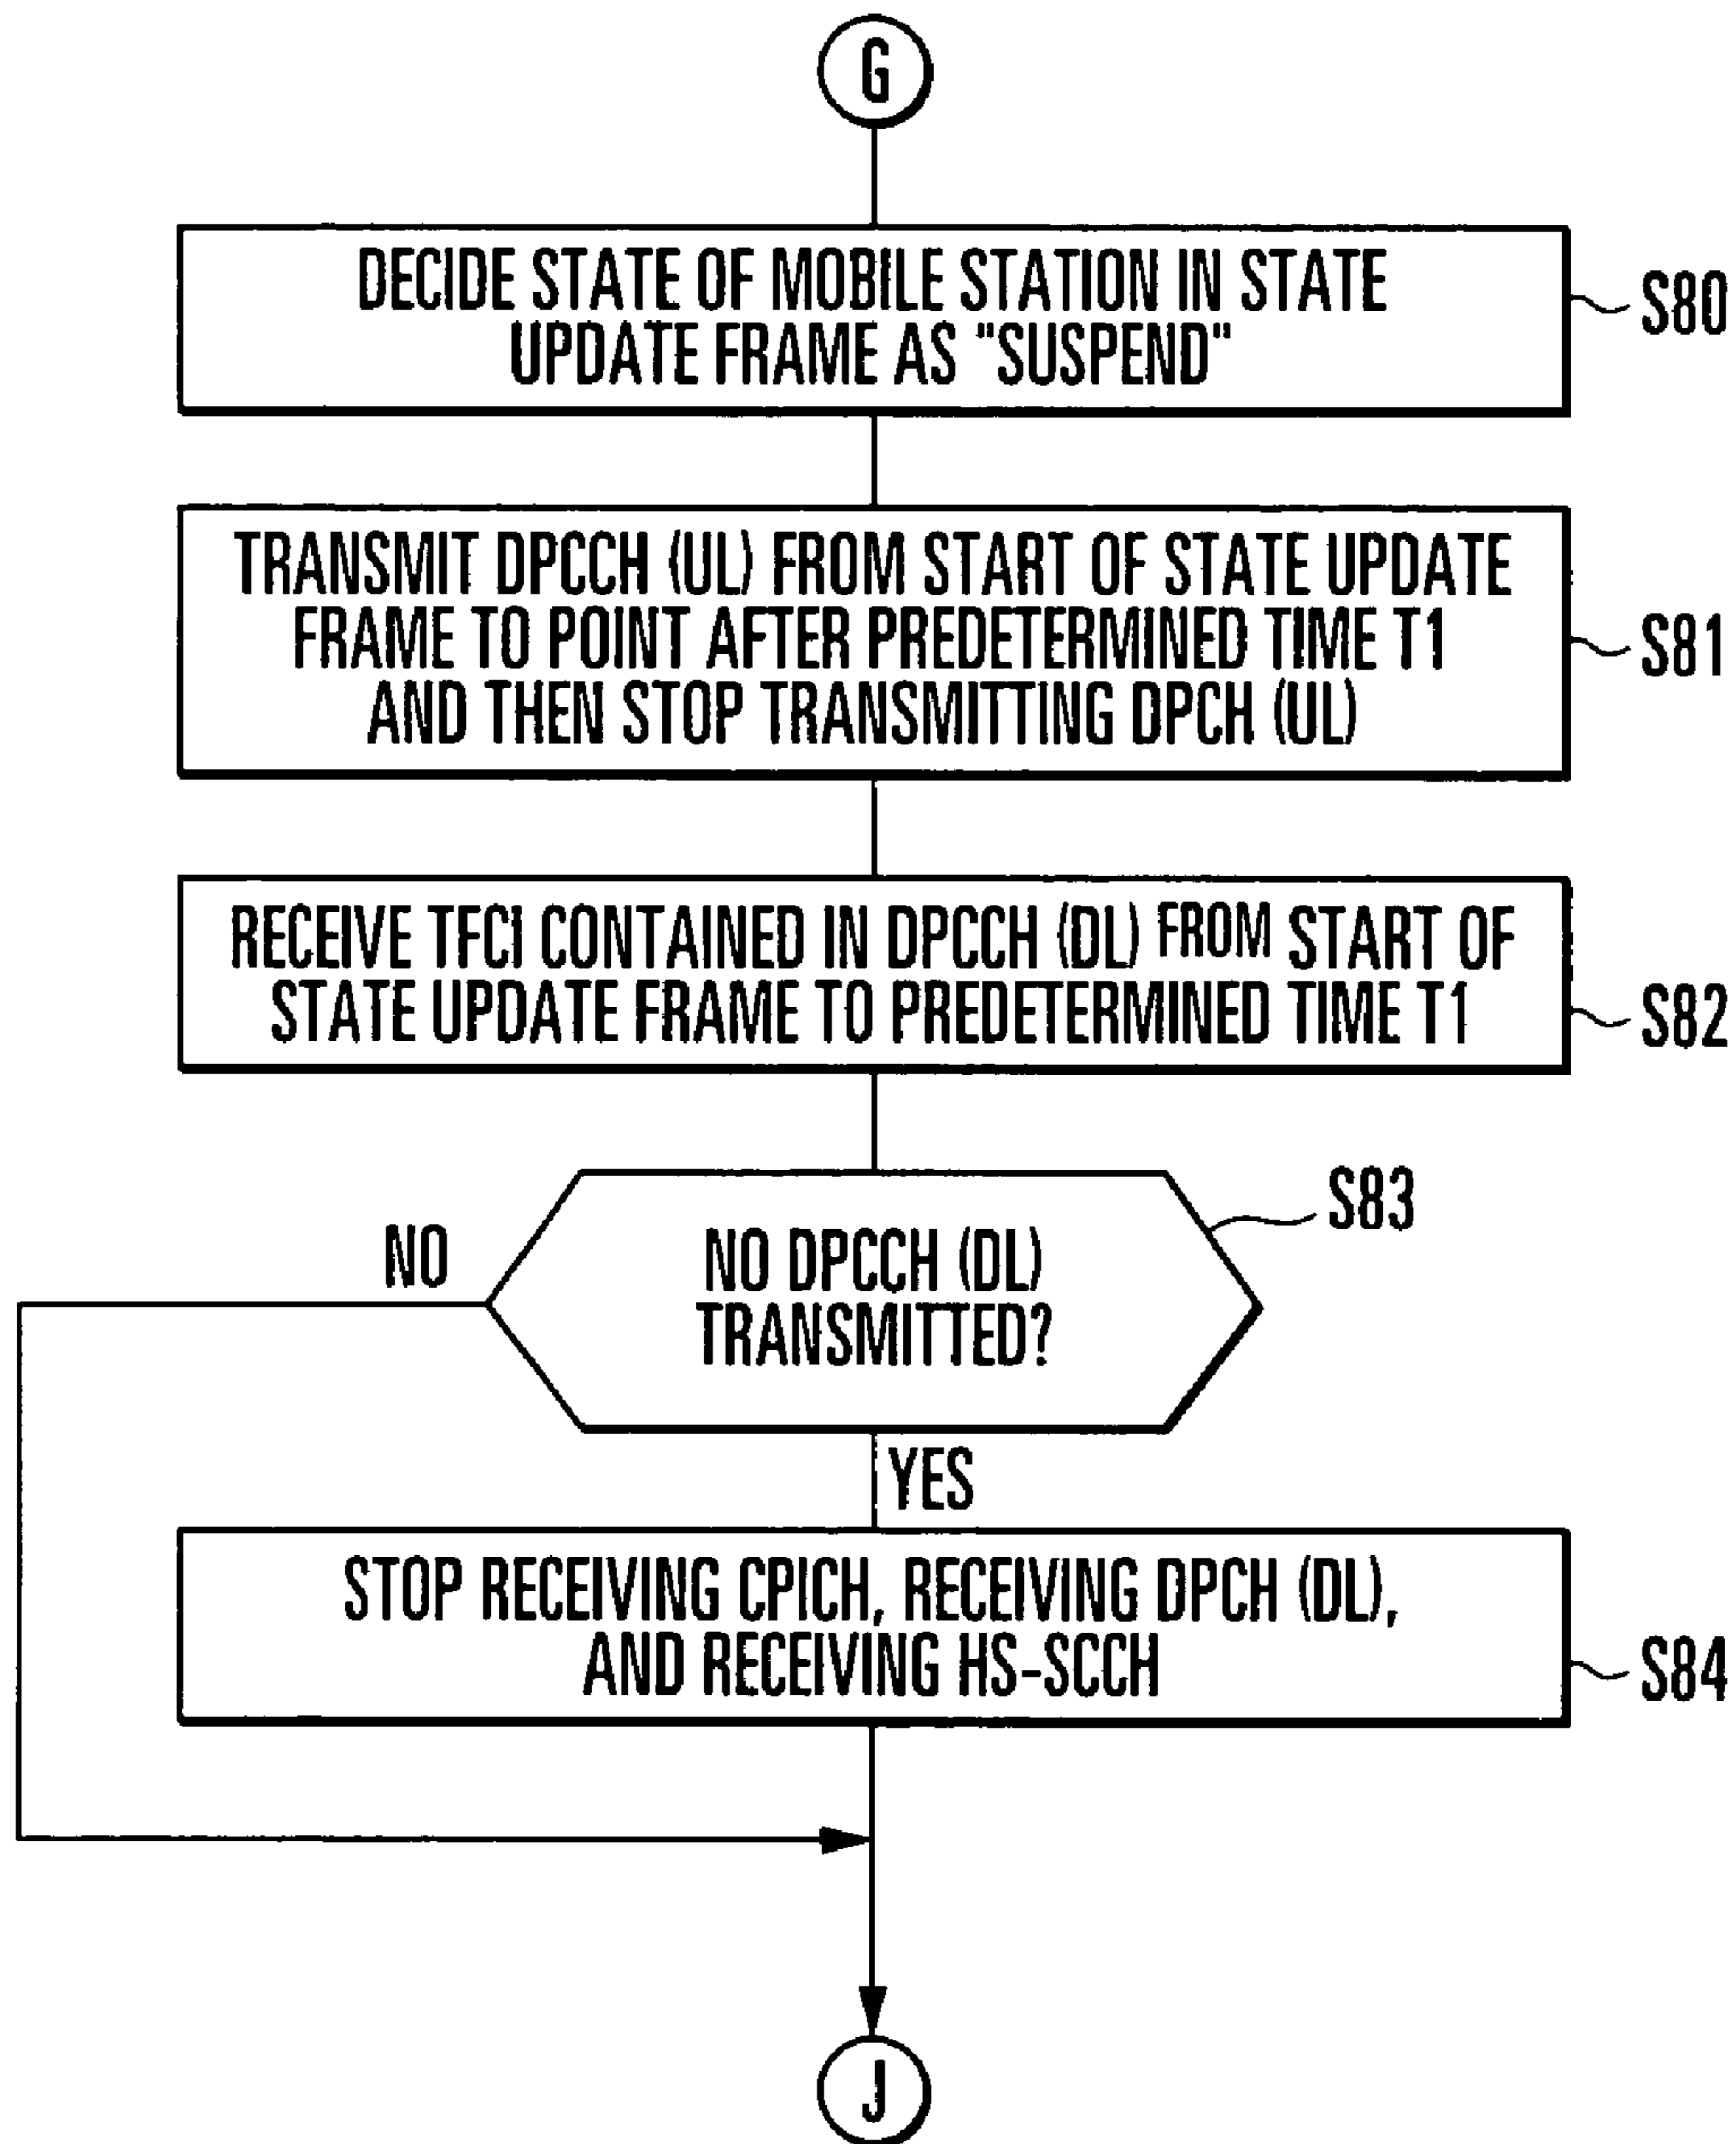 G
DECIDE STATE OF MOBILE STATION IN STATE
UPDATE FRAME AS "SUSPEND"
S80
TRANSMIT DPCCH (UL) FROM START OF STATE UPDATE
FRAME TO POINT AFTER PREDETERMINED TIME T1
AND THEN STOP TRANSMITTING DPCH (UL)
S81
RECEIVE TFCI CONTAINED IN DPCCH (DL) FROM START OF
STATE UPDATE FRAME TO PREDETERMINED TIME T1
S82
S83
NO
NO DPCCH (DL)
TRANSMITTED?
YES
STOP RECEIVING CPICH, RECEIVING DPCH (DL),
AND RECEIVING HS-SCCH
S84
J